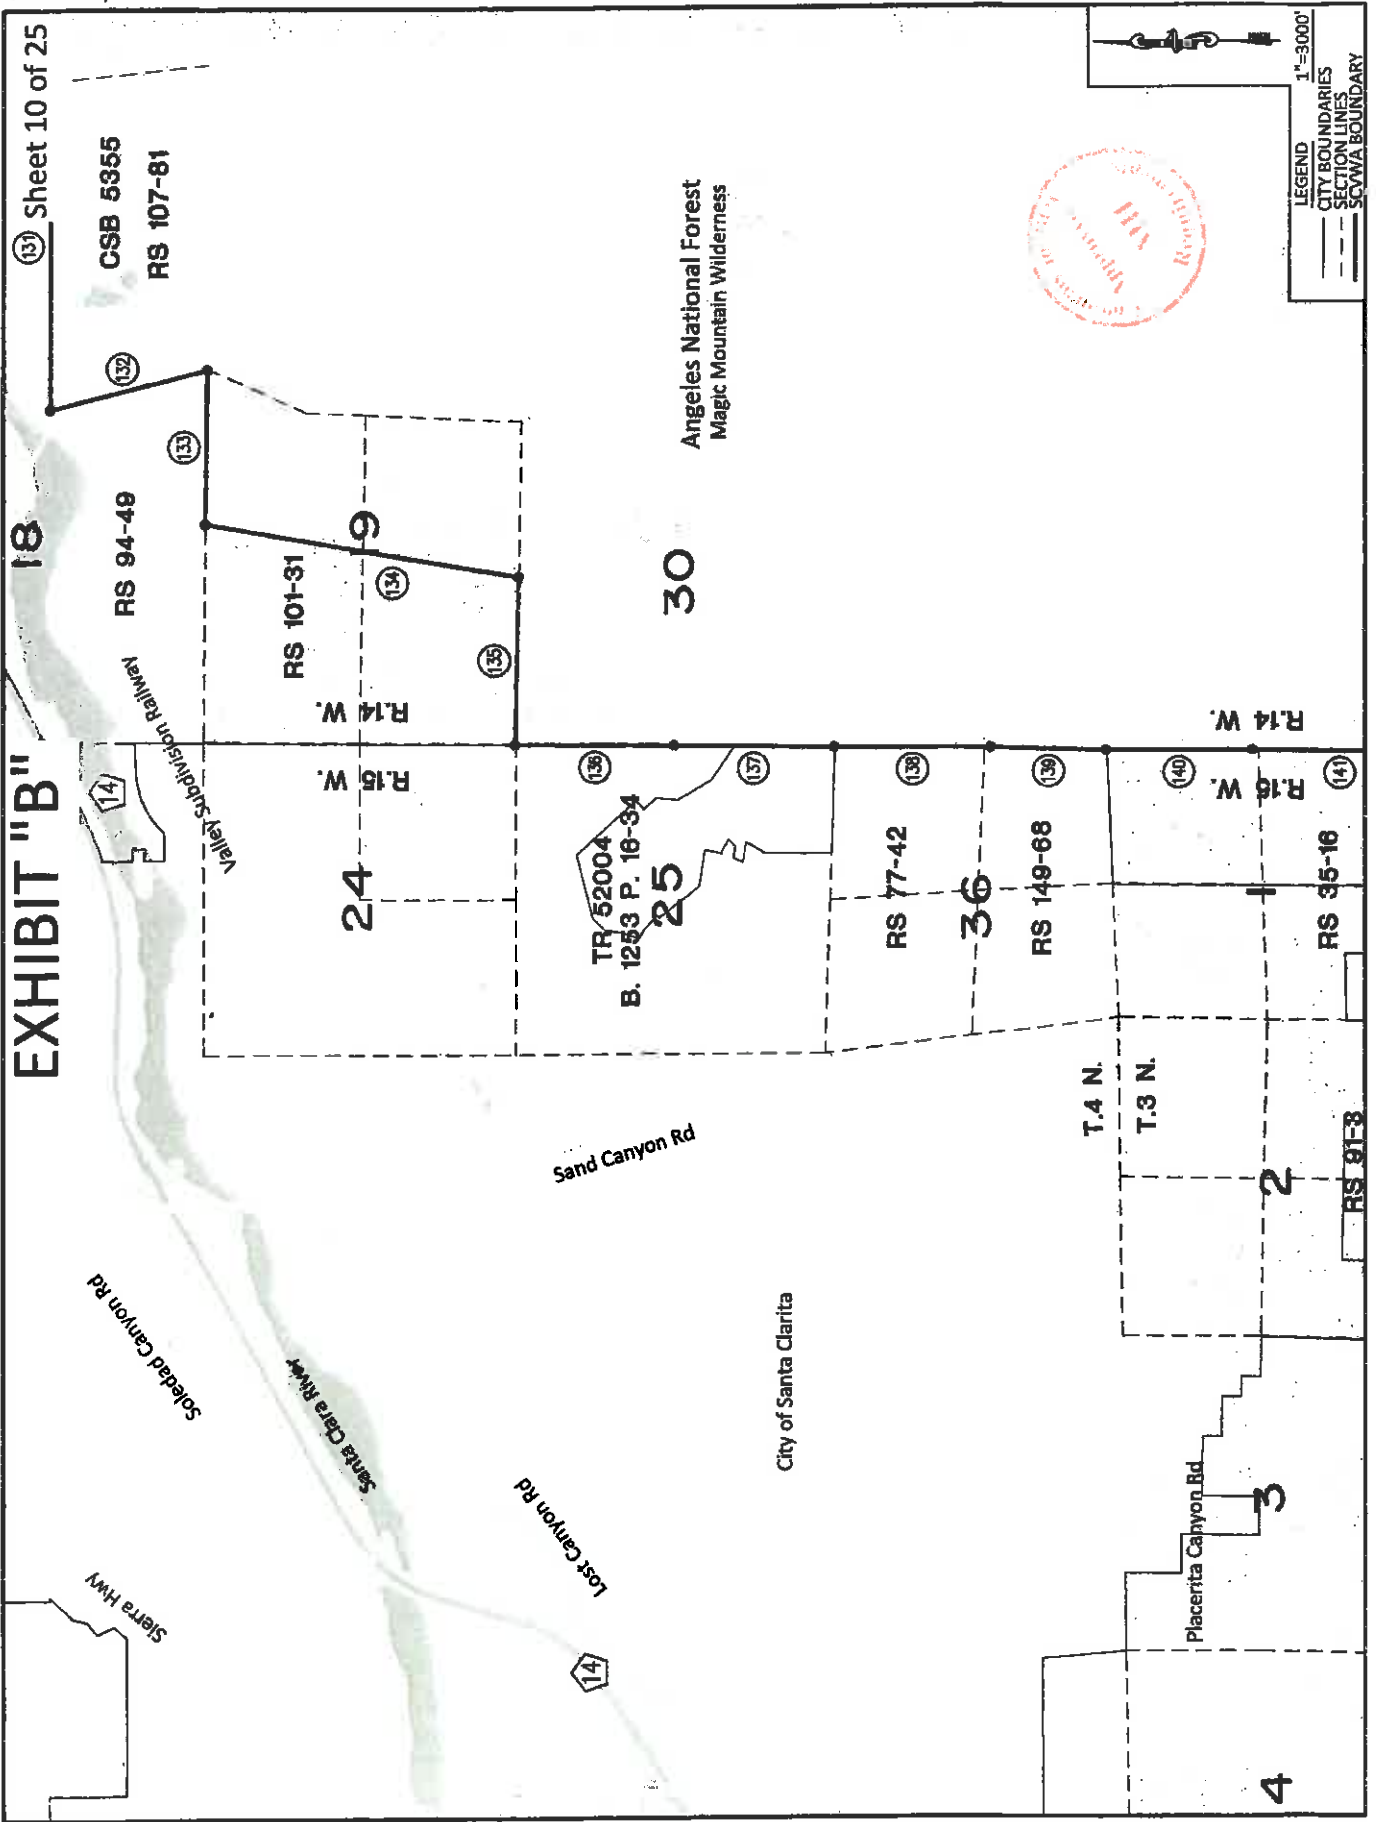 EXHIBIT "B"
(131) Sheet 10 of 25
CSB 5355
RS 107-81
(132)
18
(133)
RS 94-49
Valley Subdivision Railway
14
Soledad Canyon Rd
Sierra Hwy
Santa Clara River
RS 101-31
19
(134)
(135)
R.15 W.
R.14 W.
24
Angeles National Forest
Magic Mountain Wilderness
30
(136)
TR 52004
B. 1253 P. 16-34
25
(137)
Sand Canyon Rd
Lost Canyon Rd
14
City of Santa Clarita
(138)
RS 77-42
36
(139)
RS 149-68
T.4 N.
T.3 N.
(140)
R.15 W.
R.14 W.
1
(141)
RS 35-16
2
RS 91-8
Placerita Canyon Rd
3
4
LEGEND
1"=3000'
CITY BOUNDARIES
SECTION LINES
SCVWA BOUNDARY